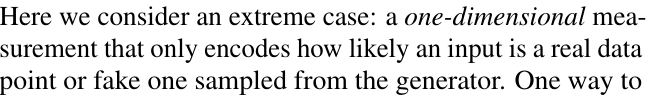 Here we consider an extreme case: a one-dimensional mea-
surement that only encodes how likely an input is a real data
point or fake one sampled from the generator. One way to